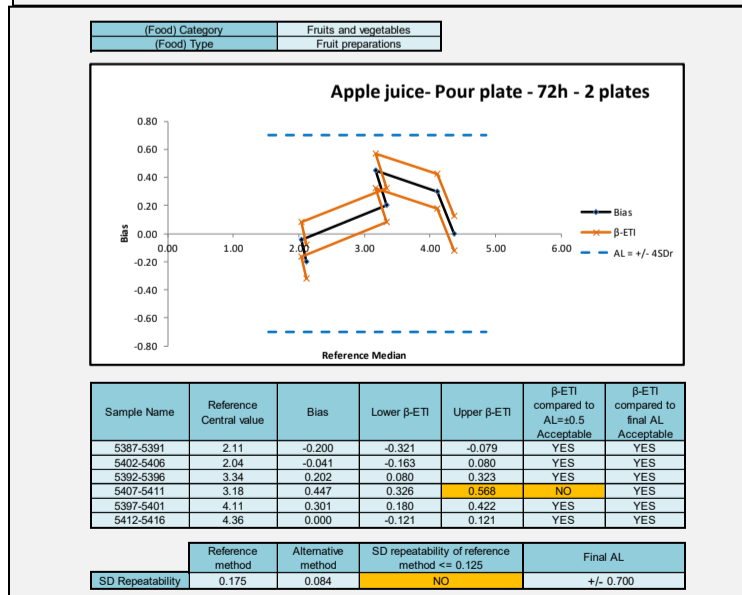 (Food) Category Fruits and vegetables
(Food) Type Fruit preparations
Apple juice- Pour plate - 72h - 2 plates
0.80
0.60
0.40
0.20
0.00
-0.20
-0.40
-0.60
-0.80
Bias
0.00 1.00 2.00 3.00 4.00 5.00 6.00
Reference Median
Bias
β-ETI
AL = +/- 4SDr
Sample Name Reference Central value Bias Lower β-ETI Upper β-ETI β-ETI compared to AL=±0.5 Acceptable β-ETI compared to final AL Acceptable
5387-5391 2.11 -0.200 -0.321 -0.079 YES YES
5402-5406 2.04 -0.041 -0.163 0.080 YES YES
5392-5396 3.34 0.202 0.080 0.323 YES YES
5407-5411 3.18 0.447 0.326 0.568 NO YES
5397-5401 4.11 0.301 0.180 0.422 YES YES
5412-5416 4.36 0.000 -0.121 0.121 YES YES
Reference method Alternative method SD repeatability of reference method <= 0.125 Final AL
SD Repeatability 0.175 0.084 NO +/- 0.700